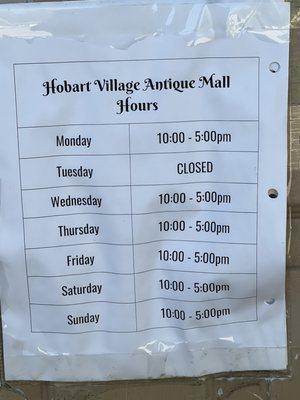 Hobart Village Antique Mall
Hours
Monday 10:00 - 5:00pm
Tuesday CLOSED
Wednesday 10:00 - 5:00pm
Thursday 10:00 - 5:00pm
Friday 10:00 - 5:00pm
Saturday 10:00 - 5:00pm
Sunday 10:00 - 5:00pm